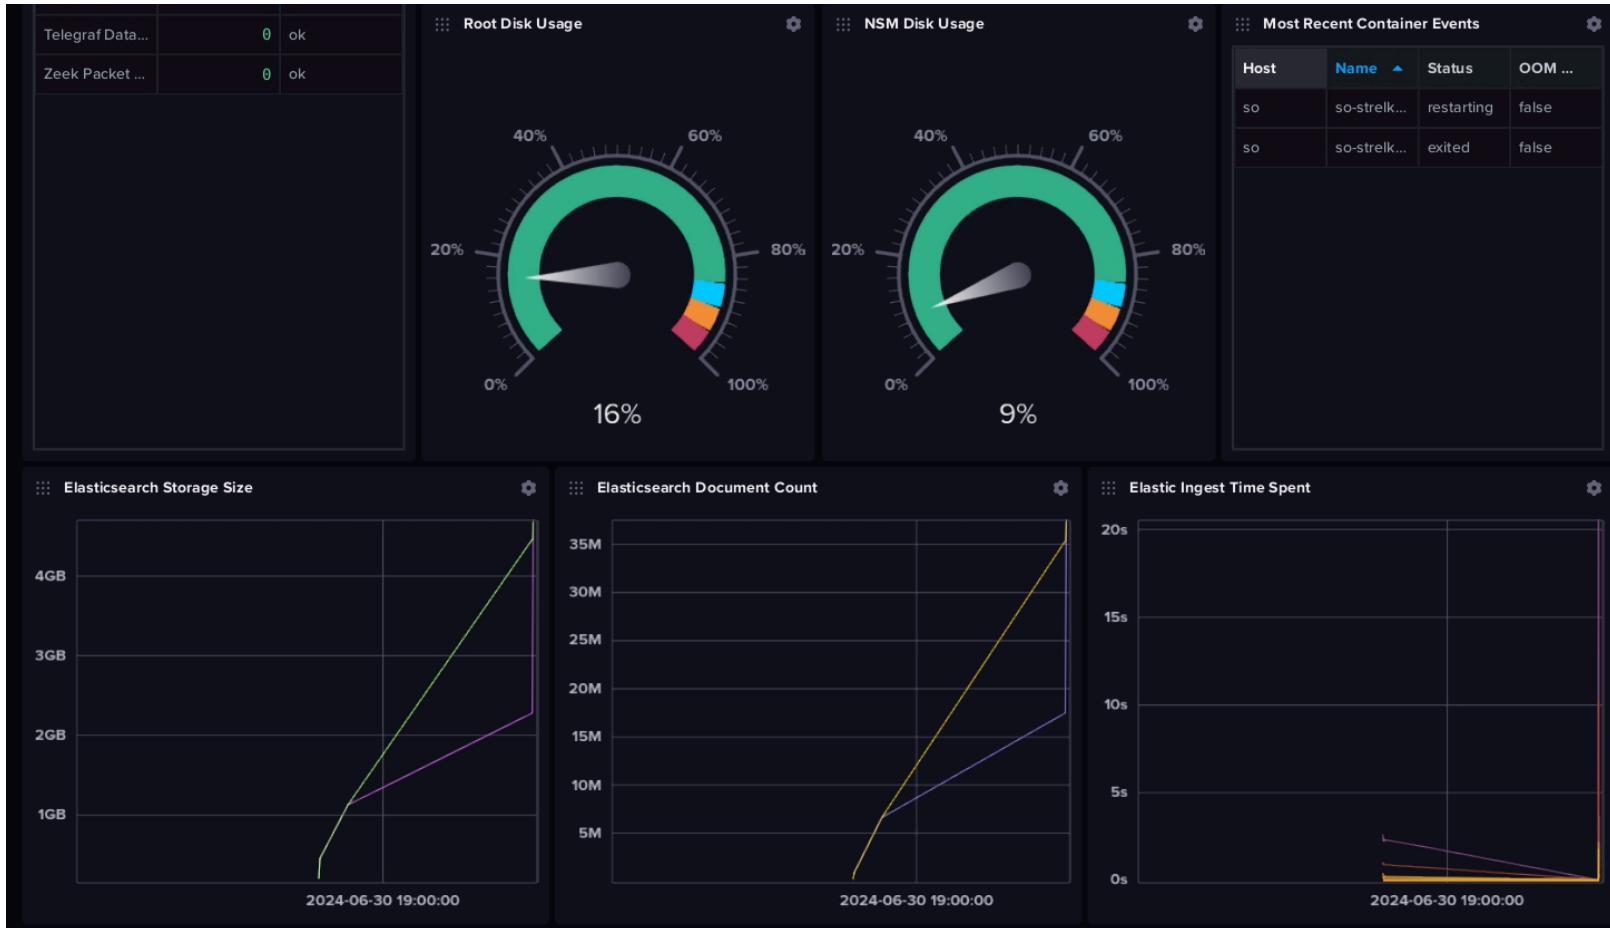 Telegraf Data... 0 ok
Zeek Packet ... 0 ok
Root Disk Usage
40% 60%
20% 80%
0% 100%
16%
NSM Disk Usage
40% 60%
20% 80%
0% 100%
9%
Most Recent Container Events
Host Name Status OOM ...
so so-strelk... restarting false
so so-strelk... exited false
Elasticsearch Storage Size
4GB
3GB
2GB
1GB
2024-06-30 19:00:00
Elasticsearch Document Count
35M
30M
25M
20M
15M
10M
5M
2024-06-30 19:00:00
Elastic Ingest Time Spent
20s
15s
10s
5s
0s
2024-06-30 19:00:00